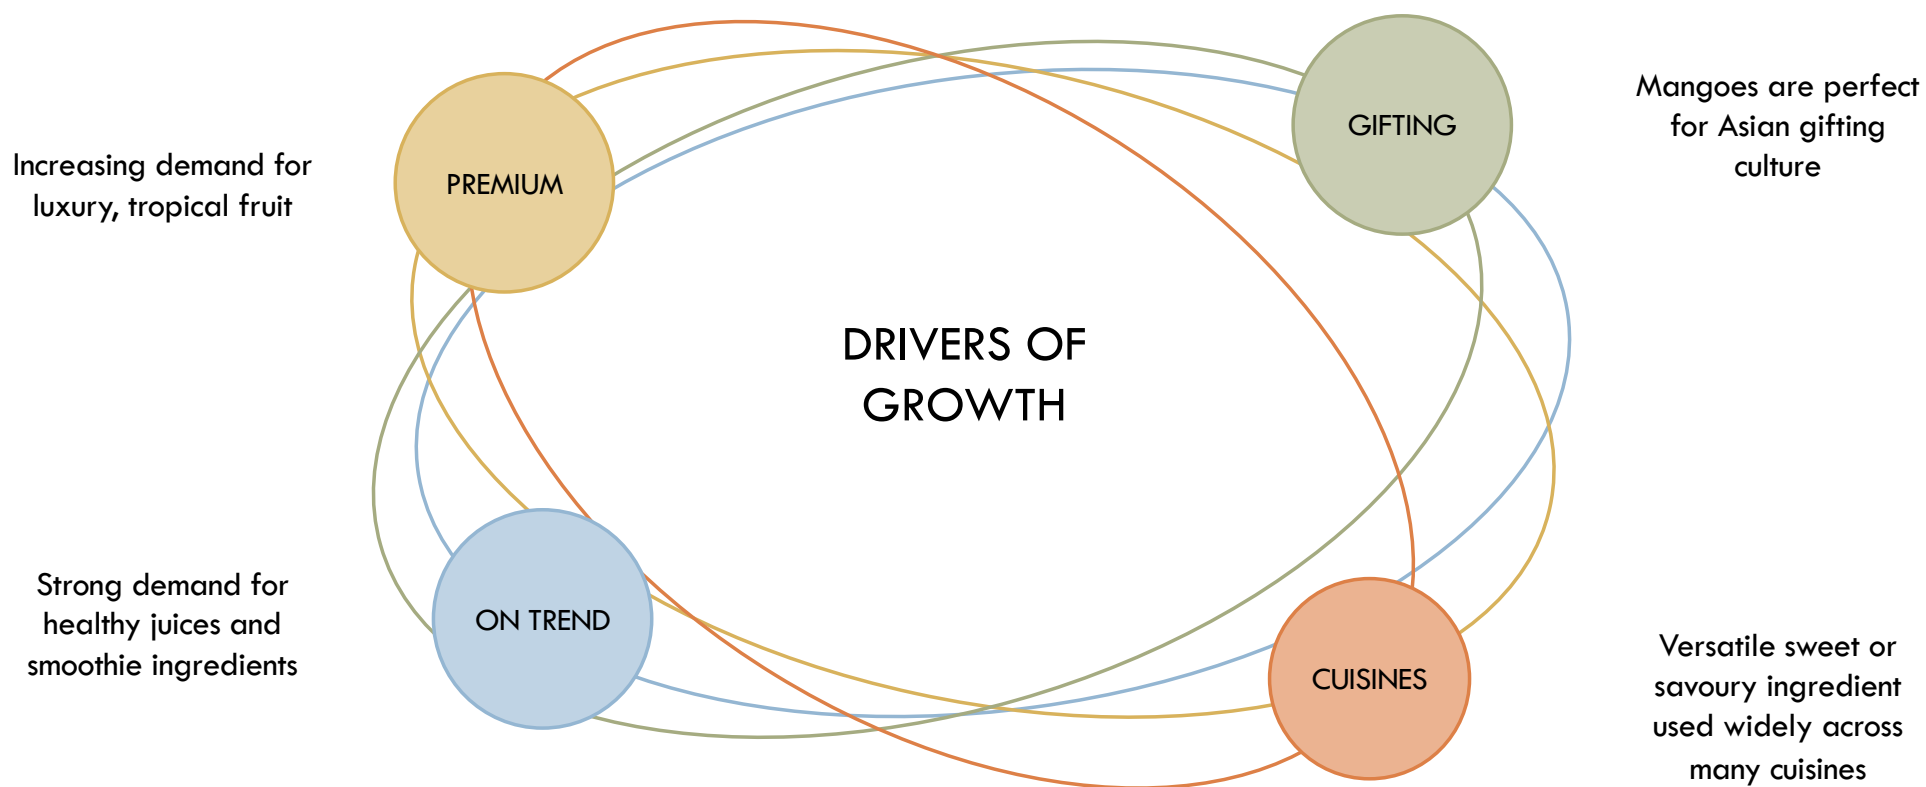 PREMIUM
Increasing demand for
luxury, tropical fruit
GIFTING
Mangoes are perfect
for Asian gifting
culture
DRIVERS OF
GROWTH
ON TREND
Strong demand for
healthy juices and
smoothie ingredients
CUISINES
Versatile sweet or
savoury ingredient
used widely across
many cuisines